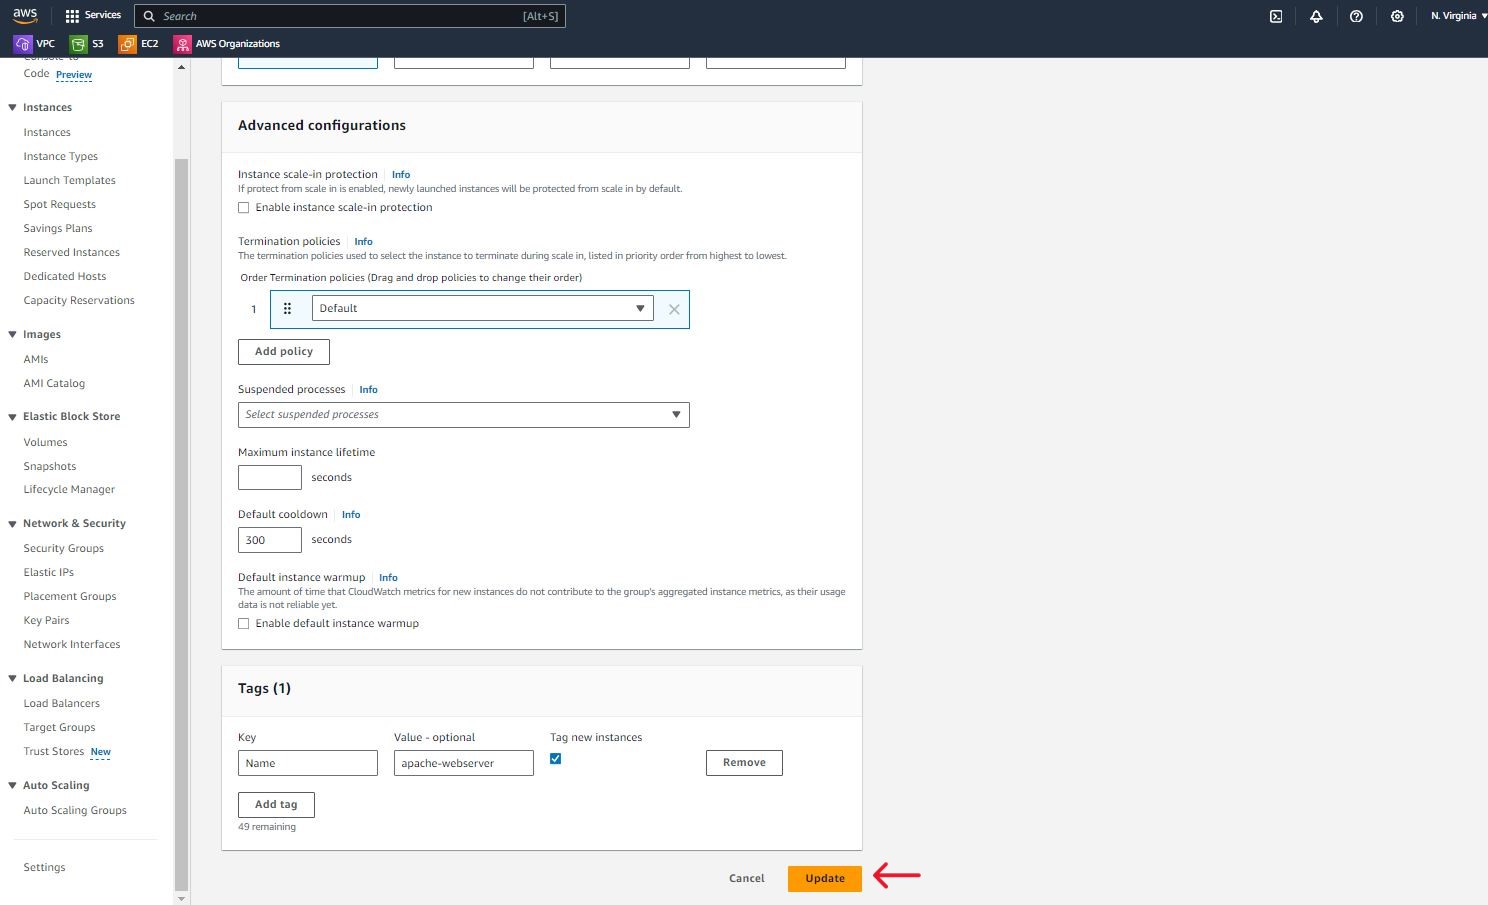 aws
Services
Search
[Alt+S]
N. Virginia
VPC
S3
EC2
AWS Organizations
Console-to-
Code Preview
Instances
Instances
Instance Types
Launch Templates
Spot Requests
Savings Plans
Reserved Instances
Dedicated Hosts
Capacity Reservations
Images
AMIs
AMI Catalog
Elastic Block Store
Volumes
Snapshots
Lifecycle Manager
Network & Security
Security Groups
Elastic IPs
Placement Groups
Key Pairs
Network Interfaces
Load Balancing
Load Balancers
Target Groups
Trust Stores New
Auto Scaling
Auto Scaling Groups
Settings
Advanced configurations
Instance scale-in protection Info
If protect from scale in is enabled, newly launched instances will be protected from scale in by default.
Enable instance scale-in protection
Termination policies Info
The termination policies used to select the instance to terminate during scale in, listed in priority order from highest to lowest.
Order Termination policies (Drag and drop policies to change their order)
1 Default
Add policy
Suspended processes Info
Select suspended processes
Maximum instance lifetime
seconds
Default cooldown Info
300 seconds
Default instance warmup Info
The amount of time that CloudWatch metrics for new instances do not contribute to the group's aggregated instance metrics, as their usage
data is not reliable yet.
Enable default instance warmup
Tags (1)
Key Value - optional Tag new instances
Name apache-webserver Remove
Add tag
49 remaining
Cancel Update